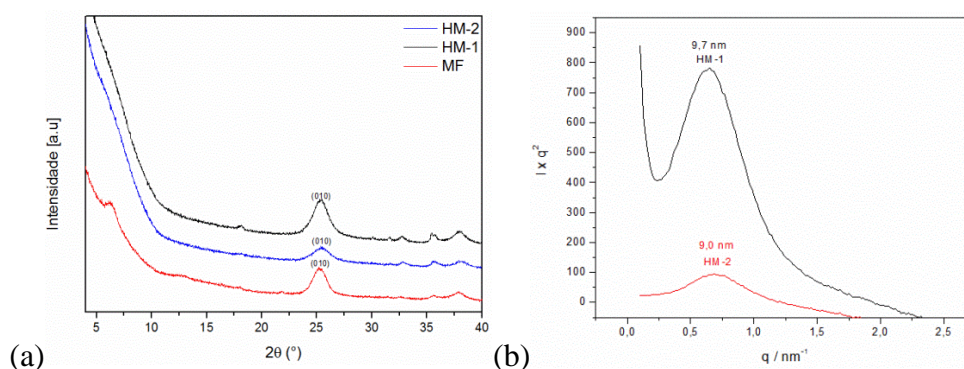 HM-2
HM-1
MF
Intensidade [a.u]
(010)
(010)
(010)
5 10 15 20 25 30 35 40
2θ (°)
(a)
9,7 nm
HM-1
9,0 nm
HM-2
I x q²
900
800
700
600
500
400
300
200
100
0
0,0 0,5 1,0 1,5 2,0 2,5
q / nm⁻¹
(b)